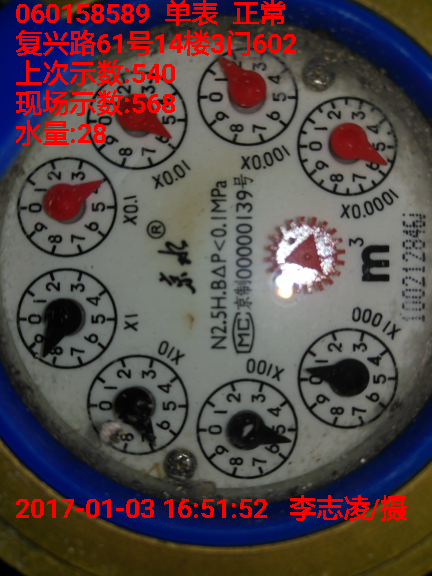 060158589 单表 正常
复兴路61号14楼3门602
上次示数:540
现场示数:568
水量:28
X0.01
X0.001
X0.0001
X0.1
X1
X10
X100
X1000
N2.5H.B△P<0.1MPa
MC 京制00000139号
京水®
m³
2017-01-03 16:51:52 李志凌/摄